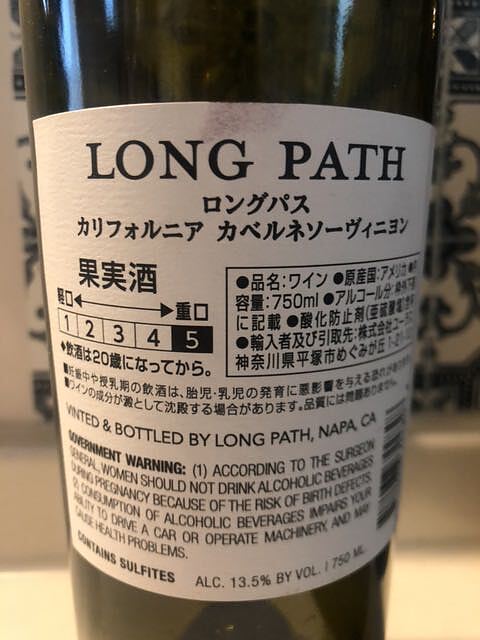 LONG PATH
ロングパス
カリフォルニア カベルネソーヴィニヨン
果実酒
軽口 重口
1 2 3 4 5
◆飲酒は20歳になってから。
●品名:ワイン ●原産国:アメリカ
容量:750ml ●アルコール分:枠外下
に記載 ●酸化防止剤(亜硫酸塩)
●輸入者及び引取先:株式会社ユー
神奈川県平塚市めぐみが丘
■妊娠中や授乳期の飲酒は、胎児・乳児の発育に悪影響を与える恐れが
■ワインの成分が澱として沈殿する場合があります。品質には問題ありません。
VINTED & BOTTLED BY LONG PATH, NAPA, CA
GOVERNMENT WARNING: (1) ACCORDING TO THE SURGEON
GENERAL, WOMEN SHOULD NOT DRINK ALCOHOLIC BEVERAGES
DURING PREGNANCY BECAUSE OF THE RISK OF BIRTH DEFECTS.
(2) CONSUMPTION OF ALCOHOLIC BEVERAGES IMPAIRS YOUR
ABILITY TO DRIVE A CAR OR OPERATE MACHINERY, AND MAY
CAUSE HEALTH PROBLEMS.
CONTAINS SULFITES
ALC. 13.5% BY VOL. | 750 ML